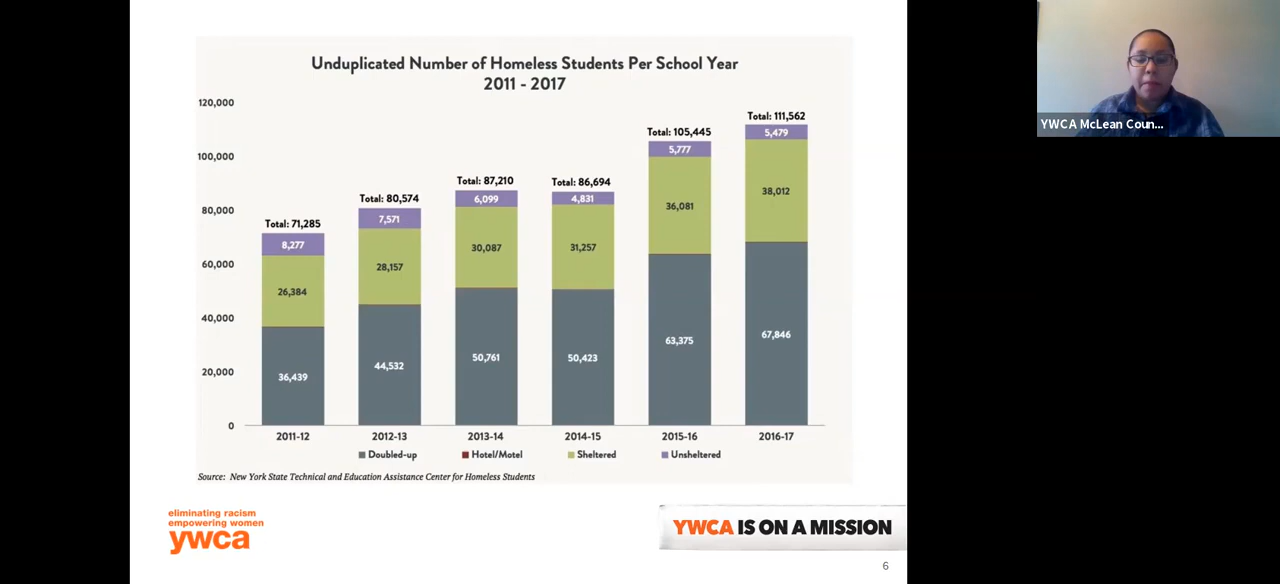 Unduplicated Number of Homeless Students Per School Year
2011 - 2017
120,000
100,000
80,000
60,000
40,000
20,000
0
Total: 71,285
8,277
26,384
36,439
Total: 80,574
7,571
28,157
44,532
Total: 87,210
6,099
30,087
50,761
Total: 86,694
4,831
31,257
50,423
Total: 105,445
5,777
36,081
63,375
Total: 111,562
5,479
38,012
67,846
2011-12 2012-13 2013-14 2014-15 2015-16 2016-17
Doubled-up Hotel/Motel Sheltered Unsheltered
Source: New York State Technical and Education Assistance Center for Homeless Students
eliminating racism
empowering women
ywca
YWCA IS ON A MISSION
6
YWCA McLean Coun...